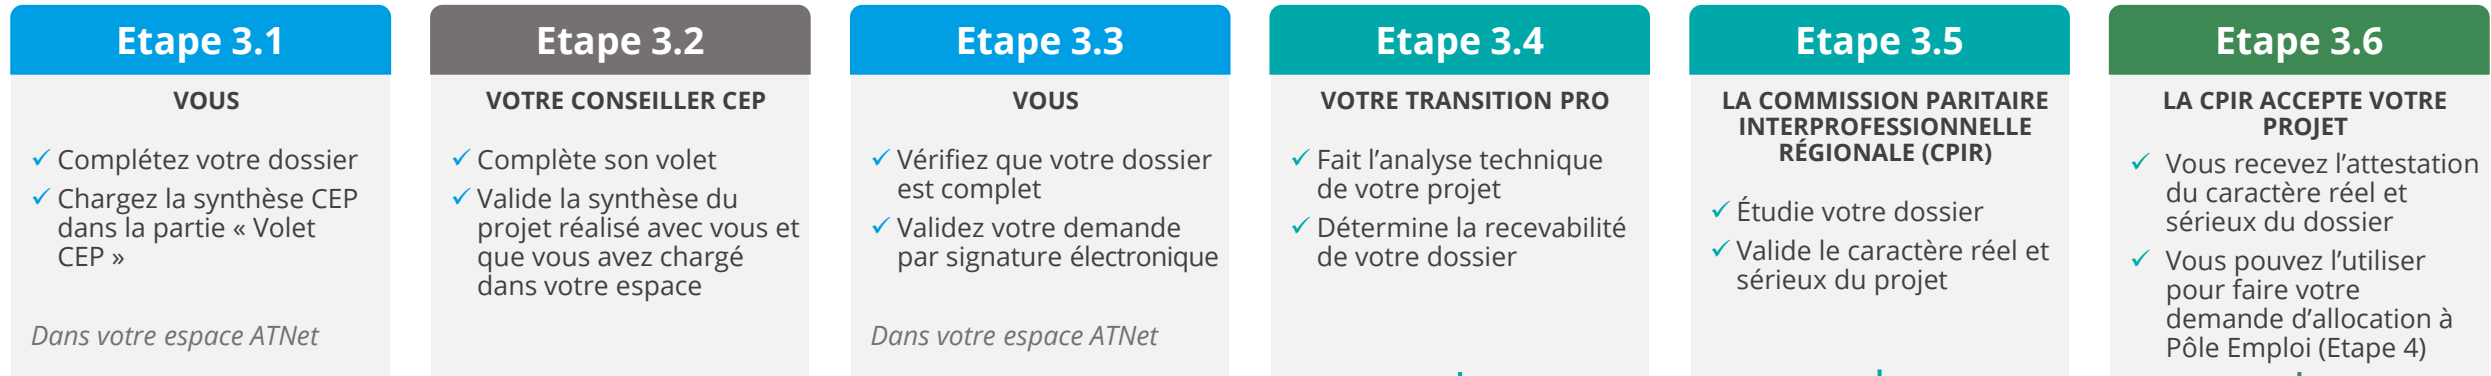 Etape 3.1
VOUS
✓ Complétez votre dossier
✓ Chargez la synthèse CEP
dans la partie « Volet
CEP »
Dans votre espace ATNet
Etape 3.2
VOTRE CONSEILLER CEP
✓ Complète son volet
✓ Valide la synthèse du
projet réalisé avec vous et
que vous avez chargé
dans votre espace
Etape 3.3
VOUS
✓ Vérifiez que votre dossier
est complet
✓ Validez votre demande
par signature électronique
Dans votre espace ATNet
Etape 3.4
VOTRE TRANSITION PRO
✓ Fait l’analyse technique
de votre projet
✓ Détermine la recevabilité
de votre dossier
Etape 3.5
LA COMMISSION PARITAIRE
INTERPROFESSIONNELLE
RÉGIONALE (CPIR)
✓ Étudie votre dossier
✓ Valide le caractère réel et
sérieux du projet
Etape 3.6
LA CPIR ACCEPTE VOTRE
PROJET
✓ Vous recevez l’attestation
du caractère réel et
sérieux du dossier
✓ Vous pouvez l’utiliser
pour faire votre
demande d’allocation à
Pôle Emploi (Etape 4)